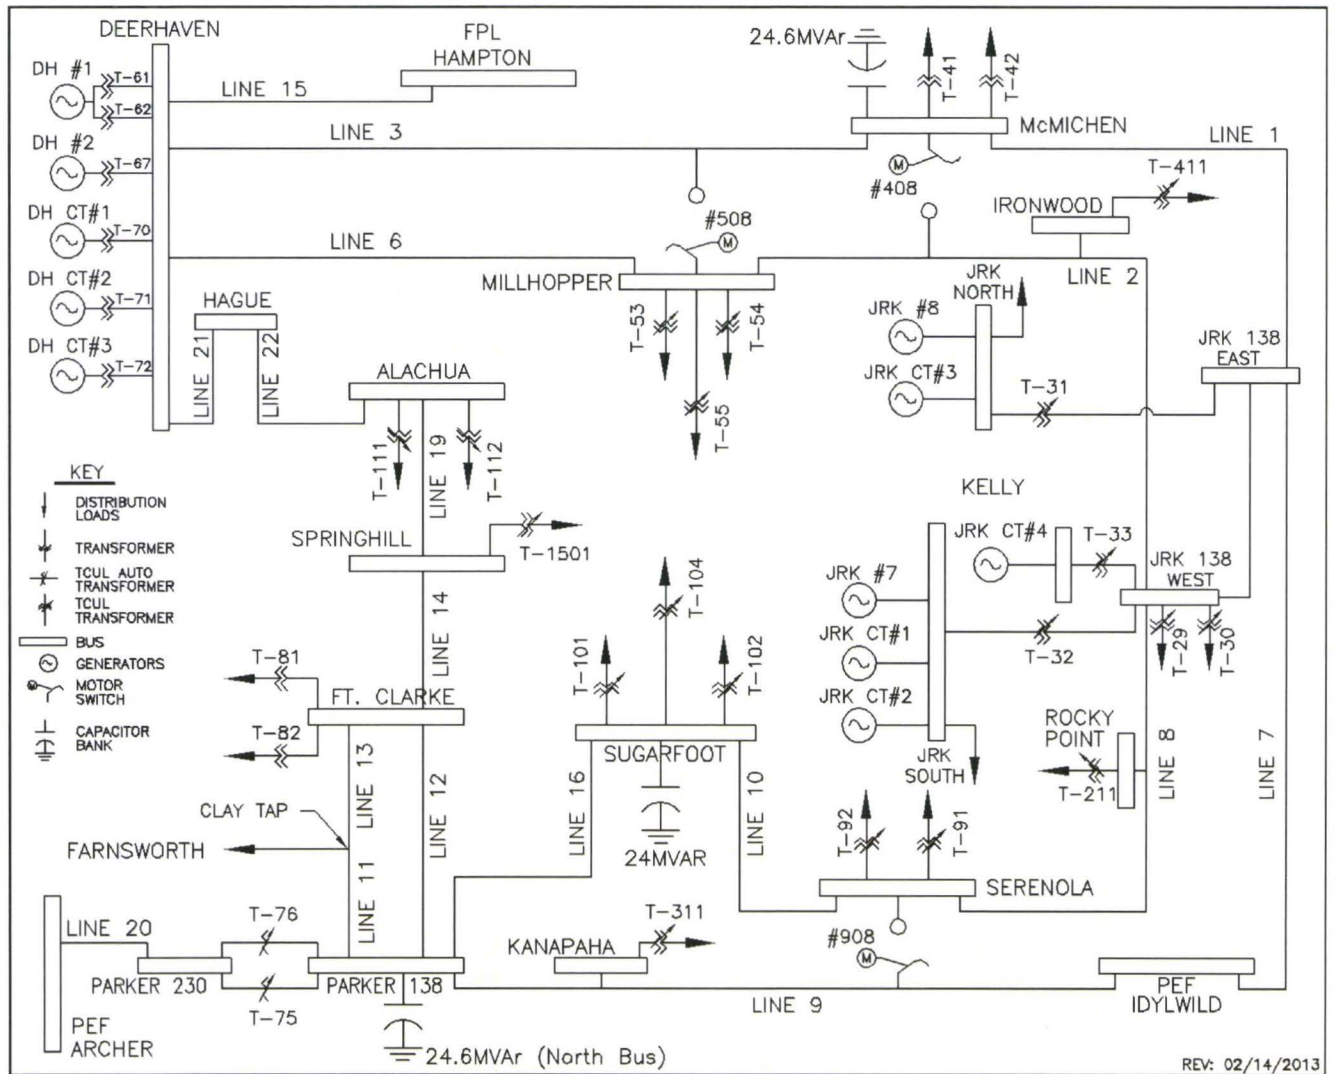 DEERHAVEN
FPL
HAMPTON
24.6MVAr
T-41
T-42
DH #1
T-61
T-62
LINE 15
LINE 3
McMICHEN
LINE 1
DH #2
T-67
M
#408
T-411
IRONWOOD
DH CT#1
T-70
#508
M
LINE 6
LINE 2
DH CT#2
T-71
MILLHOPPER
JRK
NORTH
HAGUE
JRK #8
T-53
T-54
DH CT#3
T-72
LINE 21
LINE 22
JRK 138
EAST
ALACHUA
JRK CT#3
T-31
T-55
T-111
LINE 19
T-112
KEY
DISTRIBUTION
LOADS
TRANSFORMER
TCUL AUTO
TRANSFORMER
TCUL
TRANSFORMER
BUS
GENERATORS
M
MOTOR
SWITCH
CAPACITOR
BANK
KELLY
SPRINGHILL
T-1501
JRK CT#4
T-33
T-104
JRK #7
JRK 138
WEST
LINE 14
JRK CT#1
T-32
T-29
T-30
T-81
T-101
T-102
JRK CT#2
FT. CLARKE
T-82
ROCKY
POINT
SUGARFOOT
JRK
SOUTH
T-211
LINE 8
LINE 7
LINE 13
LINE 12
LINE 16
LINE 10
CLAY TAP
FARNSWORTH
24MVAR
T-92
T-91
LINE 11
SERENOLA
LINE 20
T-76
T-311
KANAPAHA
#908
M
PARKER 230
PARKER 138
LINE 9
PEF
IDYLWILD
T-75
PEF
ARCHER
24.6MVAr (North Bus)
REV: 02/14/2013